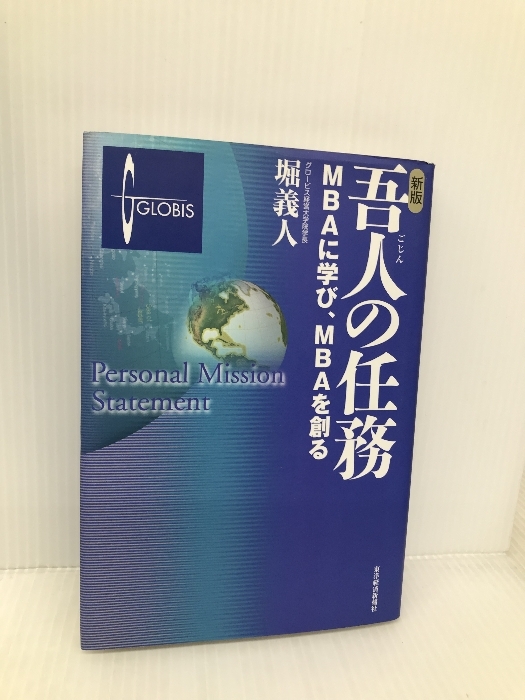 新版
吾人の任務
ごじん
MBAに学び、MBAを創る
グロービス経営大学院学長
堀義人
GLOBIS
Personal Mission
Statement
東洋経済新報社